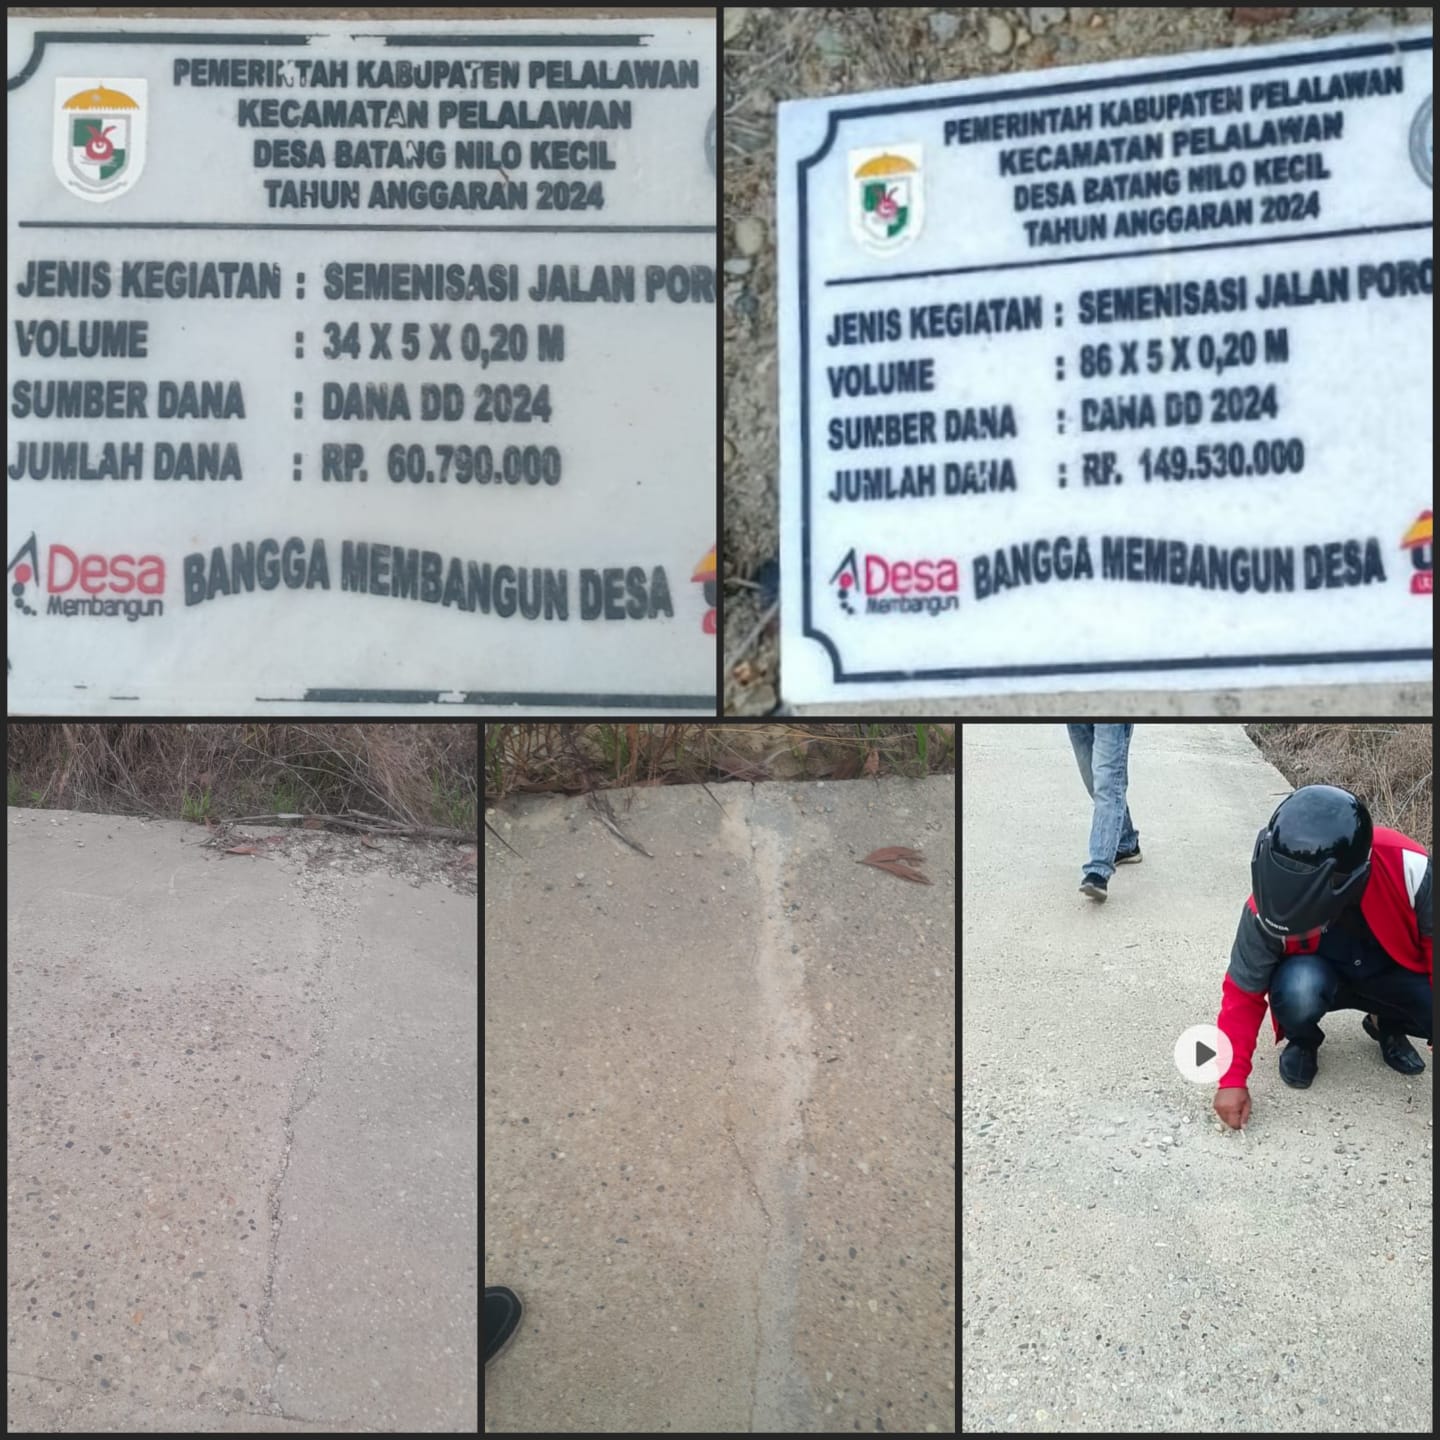 PEMERINTAH KABUPATEN PELALAWAN
KECAMATAN PELALAWAN
DESA BATANG NILO KECIL
TAHUN ANGGARAN 2024
JENIS KEGIATAN : SEMENISASI JALAN POR
VOLUME : 34 X 5 X 0,20 M
SUMBER DANA : DANA DD 2024
JUMLAH DANA : RP. 60.790.000
Desa
Membangun
BANGGA MEMBANGUN DESA
PEMERINTAH KABUPATEN PELALAWAN
KECAMATAN PELALAWAN
DESA BATANG NILO KECIL
TAHUN ANGGARAN 2024
JENIS KEGIATAN : SEMENISASI JALAN PORO
VOLUME : 86 X 5 X 0,20 M
SUMBER DANA : DANA DD 2024
JUMLAH DANA : RP. 149.530.000
Desa
Membangun
BANGGA MEMBANGUN DESA
HONDA